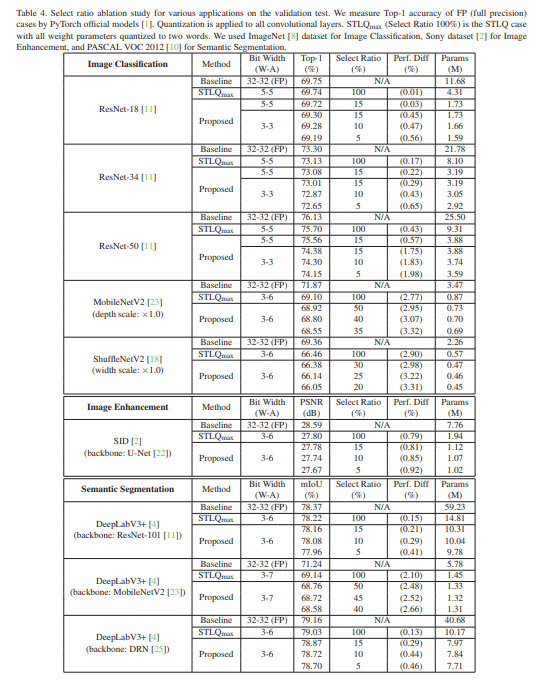 Table 4. Select ratio ablation study for various applications on the validation test. We measure Top-1 accuracy of FP (full precision)
cases by PyTorch official models [1]. Quantization is applied to all convolutional layers. STLQmax (Select Ratio 100%) is the STLQ case
with all weight parameters quantized to two words. We used ImageNet [8] dataset for Image Classification, Sony dataset [2] for Image
Enhancement, and PASCAL VOC 2012 [10] for Semantic Segmentation.
Image Classification Method Bit Width (W-A) Top-1 (%) Select Ratio (%) Perf. Diff (%) Params (M)
ResNet-18 [11] Baseline 32-32 (FP) 69.75 N/A 11.68
STLQmax 5-5 69.74 100 (0.01) 4.31
Proposed 5-5 69.72 15 (0.03) 1.73
3-3 69.30 15 (0.45) 1.73
69.28 10 (0.47) 1.66
69.19 5 (0.56) 1.59
ResNet-34 [11] Baseline 32-32 (FP) 73.30 N/A 21.78
STLQmax 5-5 73.13 100 (0.17) 8.10
Proposed 5-5 73.08 15 (0.22) 3.19
3-3 73.01 15 (0.29) 3.19
72.87 10 (0.43) 3.05
72.65 5 (0.65) 2.92
ResNet-50 [11] Baseline 32-32 (FP) 76.13 N/A 25.50
STLQmax 5-5 75.70 100 (0.43) 9.31
Proposed 5-5 75.56 15 (0.57) 3.88
3-3 74.38 15 (1.75) 3.88
74.30 10 (1.83) 3.74
74.15 5 (1.98) 3.59
MobileNetV2 [23] (depth scale: ×1.0) Baseline 32-32 (FP) 71.87 N/A 3.47
STLQmax 3-6 69.10 100 (2.77) 0.87
Proposed 3-6 68.92 50 (2.95) 0.73
68.80 40 (3.07) 0.70
68.55 35 (3.32) 0.69
ShuffleNetV2 [18] (width scale: ×1.0) Baseline 32-32 (FP) 69.36 N/A 2.26
STLQmax 3-6 66.46 100 (2.90) 0.57
Proposed 3-6 66.38 30 (2.98) 0.47
66.14 25 (3.22) 0.46
66.05 20 (3.31) 0.45
Image Enhancement Method Bit Width (W-A) PSNR (dB) Select Ratio (%) Perf. Diff (%) Params (M)
SID [2] (backbone: U-Net [22]) Baseline 32-32 (FP) 28.59 N/A 7.76
STLQmax 3-6 27.80 100 (0.79) 1.94
Proposed 3-6 27.78 15 (0.81) 1.12
27.74 10 (0.85) 1.07
27.67 5 (0.92) 1.02
Semantic Segmentation Method Bit Width (W-A) mIoU (%) Select Ratio (%) Perf. Diff (%) Params (M)
DeepLabV3+ [4] (backbone: ResNet-101 [11]) Baseline 32-32 (FP) 78.37 N/A 59.23
STLQmax 3-6 78.22 100 (0.15) 14.81
Proposed 3-6 78.16 15 (0.21) 10.31
78.08 10 (0.29) 10.04
77.96 5 (0.41) 9.78
DeepLabV3+ [4] (backbone: MobileNetV2 [23]) Baseline 32-32 (FP) 71.24 N/A 5.78
STLQmax 3-7 69.14 100 (2.10) 1.45
Proposed 3-7 68.76 50 (2.48) 1.33
68.72 45 (2.52) 1.32
68.58 40 (2.66) 1.31
DeepLabV3+ [4] (backbone: DRN [25]) Baseline 32-32 (FP) 79.16 N/A 40.68
STLQmax 3-6 79.03 100 (0.13) 10.17
Proposed 3-6 78.87 15 (0.29) 7.97
78.72 10 (0.44) 7.84
78.70 5 (0.46) 7.71